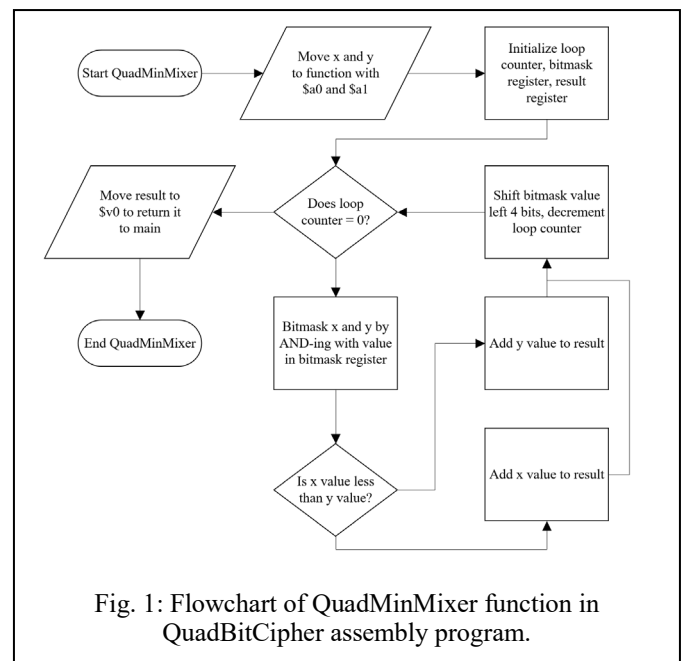 Start QuadMinMixer
Move x and y
to function with
$a0 and $a1
Initialize loop
counter, bitmask
register, result
register
Move result to
$v0 to return it
to main
Does loop
counter = 0?
Shift bitmask value
left 4 bits, decrement
loop counter
End QuadMinMixer
Bitmask x and y by
AND-ing with value
in bitmask register
Add y value to result
Is x value less
than y value?
Add x value to result
Fig. 1: Flowchart of QuadMinMixer function in
QuadBitCipher assembly program.